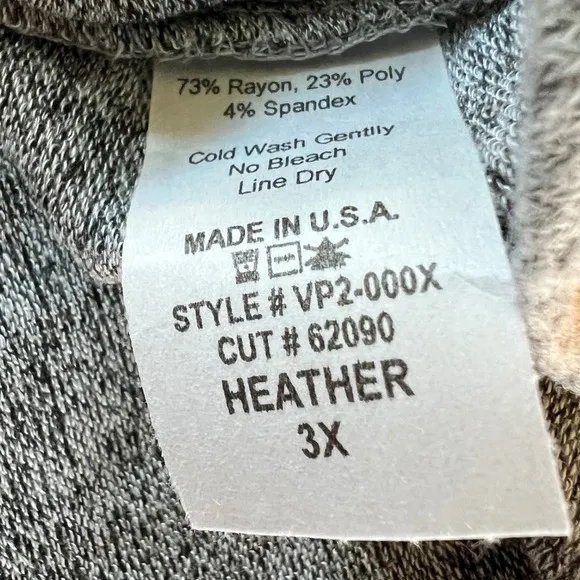 73% Rayon, 23% Poly
4% Spandex
Cold Wash Gentlly
No Bleach
Line Dry
MADE IN U.S.A.
STYLE # VP2-000X
CUT # 62090
HEATHER
3X